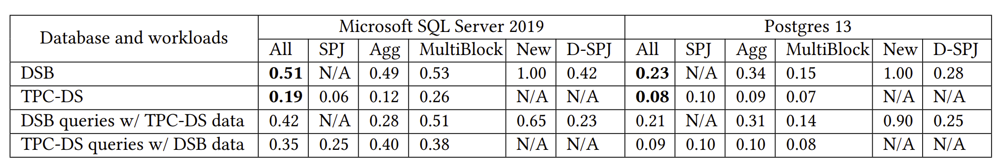 Microsoft SQL Server 2019 Postgres 13
Database and workloads
All SPJ Agg MultiBlock New D-SPJ All SPJ Agg MultiBlock New D-SPJ
DSB 0.51 N/A 0.49 0.53 1.00 0.42 0.23 N/A 0.34 0.15 1.00 0.28
TPC-DS 0.19 0.06 0.12 0.26 N/A N/A 0.08 0.10 0.09 0.07 N/A N/A
DSB queries w/ TPC-DS data 0.42 N/A 0.28 0.51 0.65 0.23 0.21 N/A 0.31 0.14 0.90 0.25
TPC-DS queries w/ DSB data 0.35 0.25 0.40 0.38 N/A N/A 0.09 0.10 0.10 0.08 N/A N/A